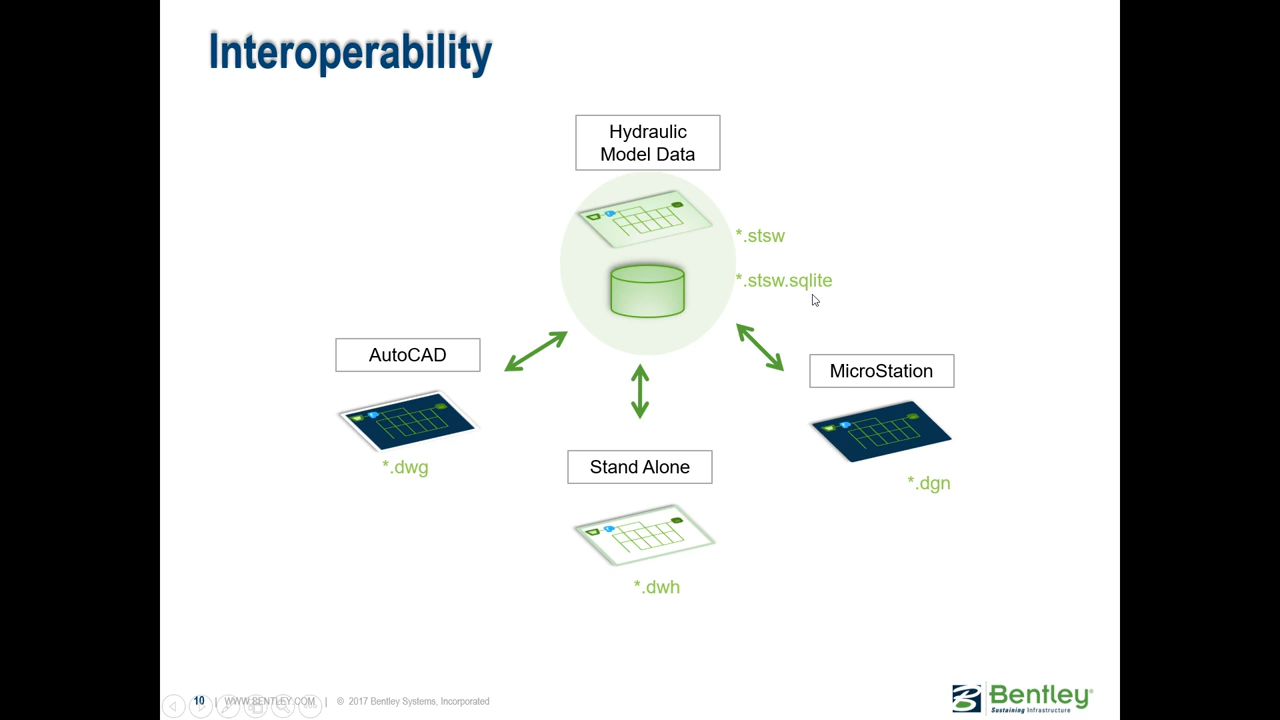 Interoperability
Hydraulic
Model Data
*.stsw
*.stsw.sqlite
AutoCAD
*.dwg
MicroStation
*.dgn
Stand Alone
*.dwh
10 | WWW.BENTLEY.COM | © 2017 Bentley Systems, Incorporated
Bentley®
Sustaining Infrastructure